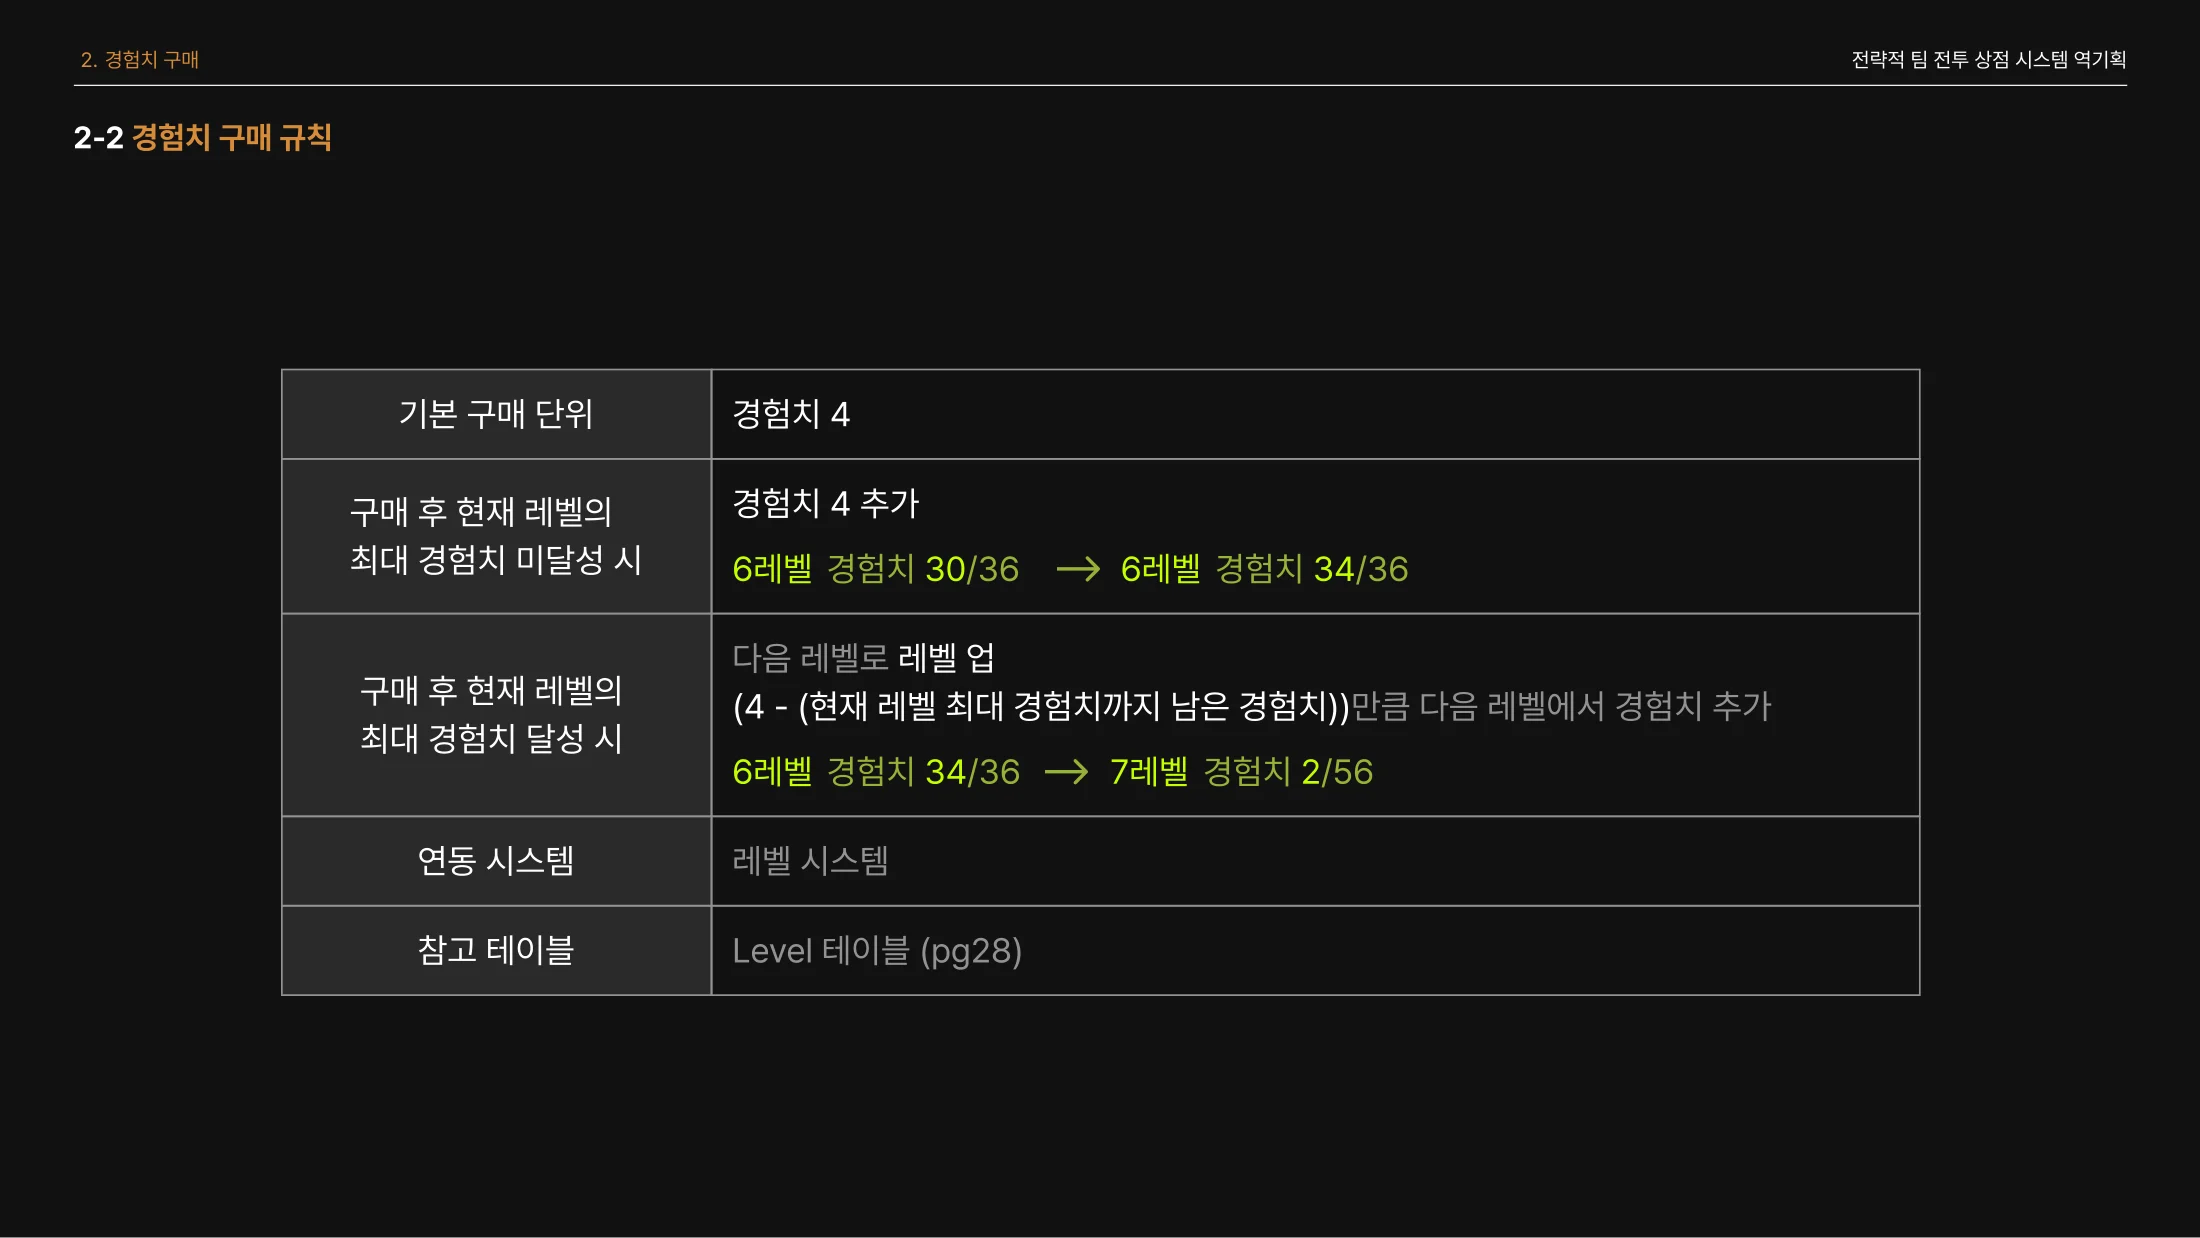 2. 경험치 구매
전략적 팀 전투 상점 시스템 역기획
2-2 경험치 구매 규칙
기본 구매 단위
경험치 4
구매 후 현재 레벨의
최대 경험치 미달성 시
경험치 4 추가
6레벨 경험치 30/36 → 6레벨 경험치 34/36
구매 후 현재 레벨의
최대 경험치 달성 시
다음 레벨로 레벨 업
(4 - (현재 레벨 최대 경험치까지 남은 경험치))만큼 다음 레벨에서 경험치 추가
6레벨 경험치 34/36 → 7레벨 경험치 2/56
연동 시스템
레벨 시스템
참고 테이블
Level 테이블 (pg28)